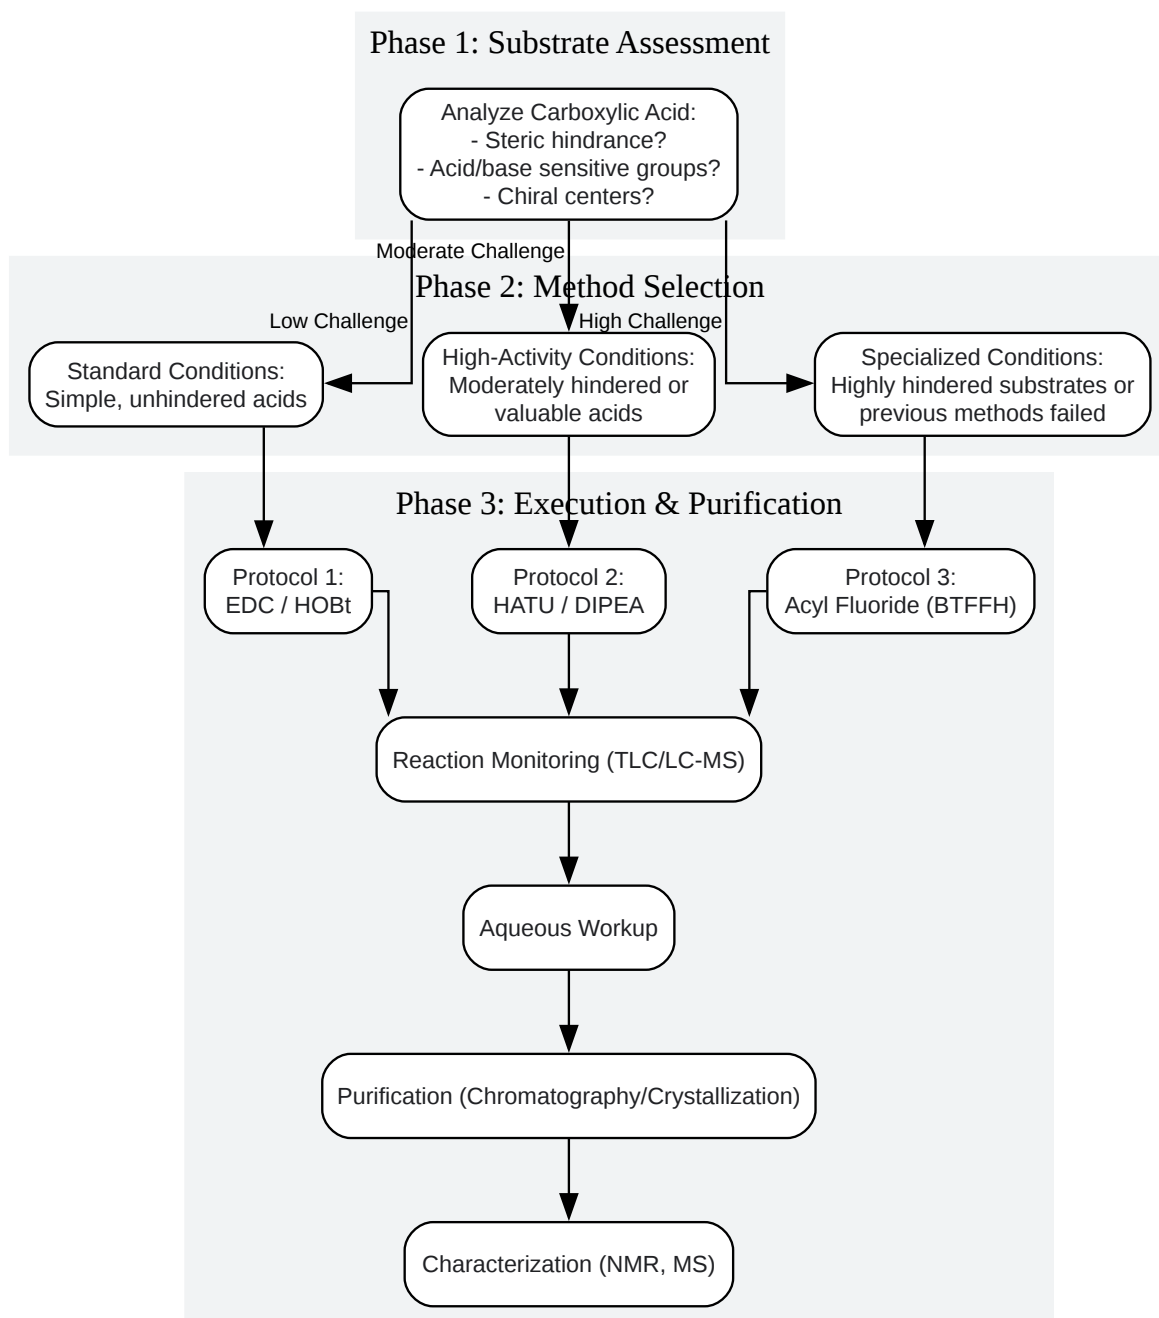 Phase 1: Substrate Assessment
Analyze Carboxylic Acid:
- Steric hindrance?
- Acid/base sensitive groups?
- Chiral centers?
Moderate Challenge
Phase 2: Method Selection
Low Challenge
High Challenge
Standard Conditions:
Simple, unhindered acids
High-Activity Conditions:
Moderately hindered or
valuable acids
Specialized Conditions:
Highly hindered substrates or
previous methods failed
Phase 3: Execution & Purification
Protocol 1:
EDC / HOBt
Protocol 2:
HATU / DIPEA
Protocol 3:
Acyl Fluoride (BTFFH)
Reaction Monitoring (TLC/LC-MS)
Aqueous Workup
Purification (Chromatography/Crystallization)
Characterization (NMR, MS)